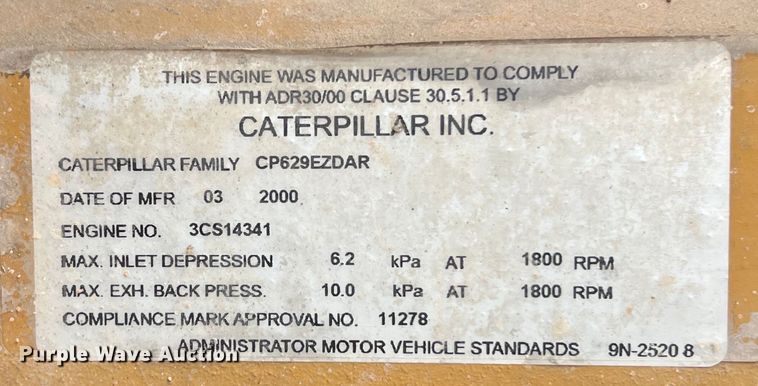 THIS ENGINE WAS MANUFACTURED TO COMPLY
WITH ADR30/00 CLAUSE 30.5.1.1 BY
CATERPILLAR INC.
CATERPILLAR FAMILY CP629EZDAR
DATE OF MFR 03 2000
ENGINE NO. 3CS14341
MAX. INLET DEPRESSION 6.2 kPa AT 1800 RPM
MAX. EXH. BACK PRESS. 10.0 kPa AT 1800 RPM
COMPLIANCE MARK APPROVAL NO. 11278
ADMINISTRATOR MOTOR VEHICLE STANDARDS 9N-2520 8
Purple Wave Auction